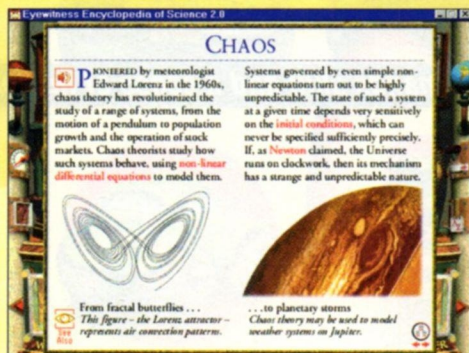 Eyewitness Encyclopedia of Science 2.0
CHAOS
PIONEERED by meteorologist
Edward Lorenz in the 1960s,
chaos theory has revolutionized the
study of a range of systems, from the
motion of a pendulum to population
growth and the operation of stock
markets. Chaos theorists study how
such systems behave, using non-linear
differential equations to model them.
Systems governed by even simple non-
linear equations turn out to be highly
unpredictable. The state of such a system
at a given time depends very sensitively
on the initial conditions, which can
never be specified sufficiently precisely.
If, as Newton claimed, the Universe
runs on clockwork, then its mechanism
has a strange and unpredictable nature.
From fractal butterflies . . .
This figure – the Lorenz attractor –
represents air convection patterns.
See
Also
. . . to planetary storms
Chaos theory may be used to model
weather systems on Jupiter.